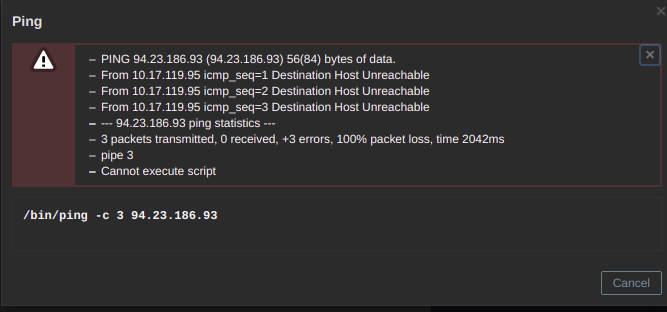 Ping
– PING 94.23.186.93 (94.23.186.93) 56(84) bytes of data.
– From 10.17.119.95 icmp_seq=1 Destination Host Unreachable
– From 10.17.119.95 icmp_seq=2 Destination Host Unreachable
– From 10.17.119.95 icmp_seq=3 Destination Host Unreachable
– --- 94.23.186.93 ping statistics ---
– 3 packets transmitted, 0 received, +3 errors, 100% packet loss, time 2042ms
– pipe 3
– Cannot execute script
/bin/ping -c 3 94.23.186.93
Cancel